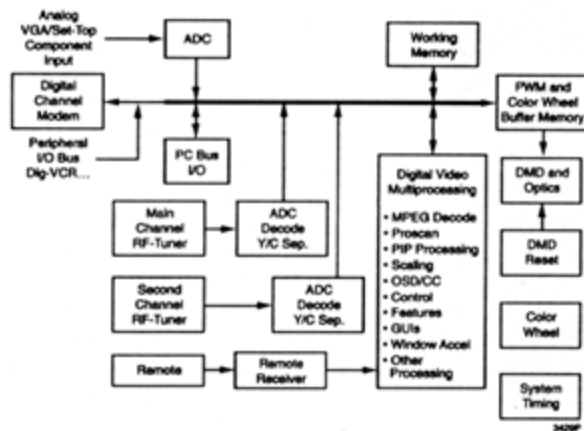 Analog
VGA/Set-Top
Component
Input
ADC
Working
Memory
Digital
Channel
Modem
PWM and
Color Wheel
Buffer Memory
Peripheral
I/O Bus
Dig-VCR...
PC Bus
I/O
Digital Video
Multiprocessing
• MPEG Decode
• Proscan
• PIP Processing
• Scaling
• OSD/CC
• Control
• Features
• GUIs
• Window Accel
• Other
Processing
DMD and
Optics
Main
Channel
RF-Tuner
ADC
Decode
Y/C Sep.
DMD
Reset
Second
Channel
RF-Tuner
ADC
Decode
Y/C Sep.
Color
Wheel
Remote
Remote
Receiver
System
Timing